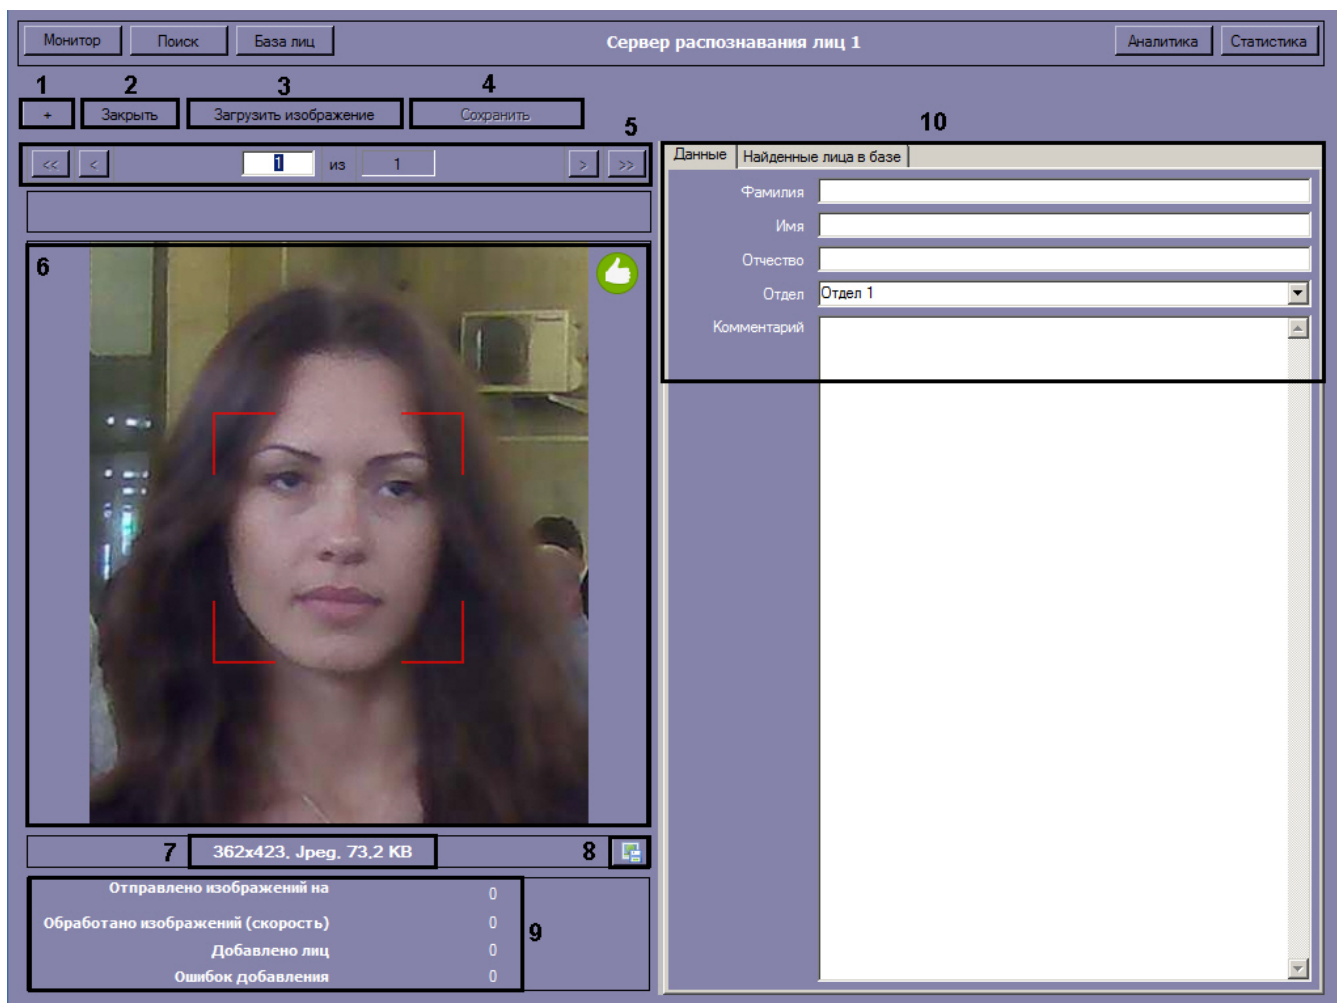 Монитор Поиск База лиц Сервер распознавания лиц 1 Аналитика Статистика
1 2 3 4
+ Закрыть Загрузить изображение Сохранить
5 10
<< < 1 из 1 > >>
Данные Найденные лица в базе
Фамилия
Имя
6
Отчество
Отдел Отдел 1
Комментарий
7 362x423, Jpeg, 73,2 KB 8
Отправлено изображений на 0
Обработано изображений (скорость) 0
9
Добавлено лиц 0
Ошибок добавления 0